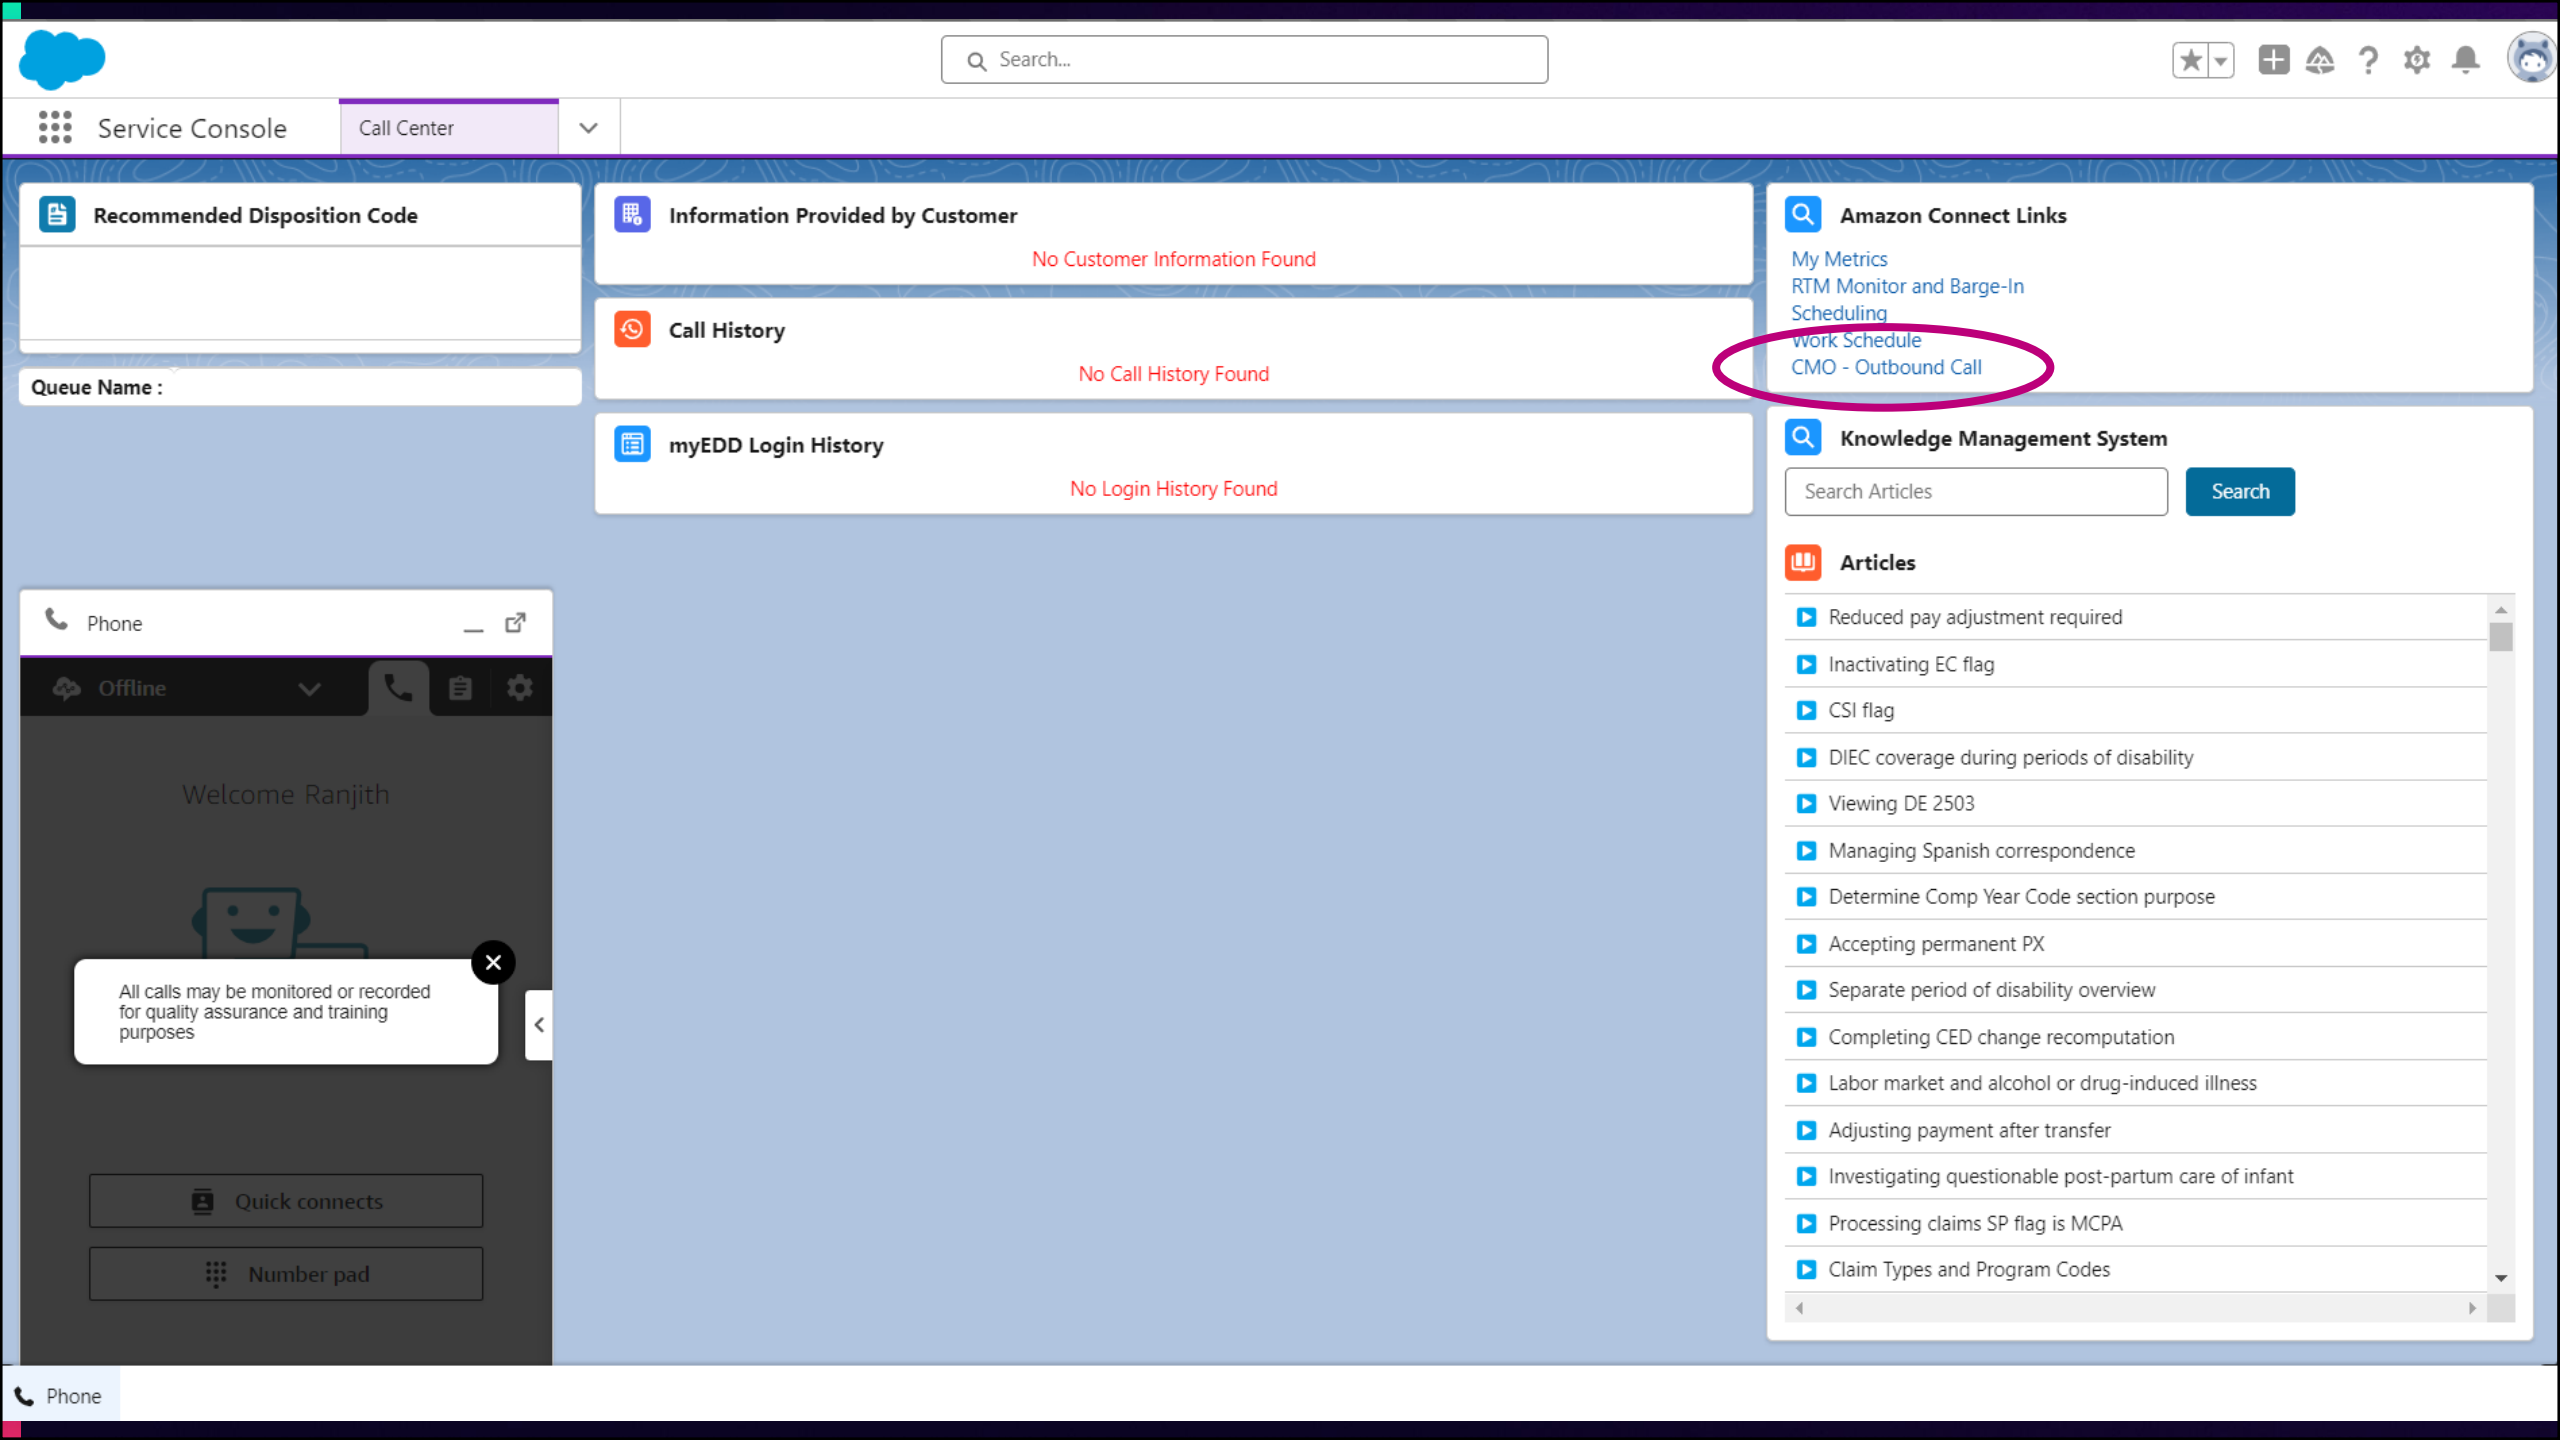 Search...
Service Console
Call Center
Recommended Disposition Code
Queue Name :
Information Provided by Customer
No Customer Information Found
Call History
No Call History Found
myEDD Login History
No Login History Found
Amazon Connect Links
My Metrics
RTM Monitor and Barge-In
Scheduling
Work Schedule
CMO - Outbound Call
Knowledge Management System
Search Articles
Search
Articles
Reduced pay adjustment required
Inactivating EC flag
CSI flag
DIEC coverage during periods of disability
Viewing DE 2503
Managing Spanish correspondence
Determine Comp Year Code section purpose
Accepting permanent PX
Separate period of disability overview
Completing CED change recomputation
Labor market and alcohol or drug-induced illness
Adjusting payment after transfer
Investigating questionable post-partum care of infant
Processing claims SP flag is MCPA
Claim Types and Program Codes
Phone
Offline
Welcome Ranjith
All calls may be monitored or recorded
for quality assurance and training
purposes
Quick connects
Number pad
Phone